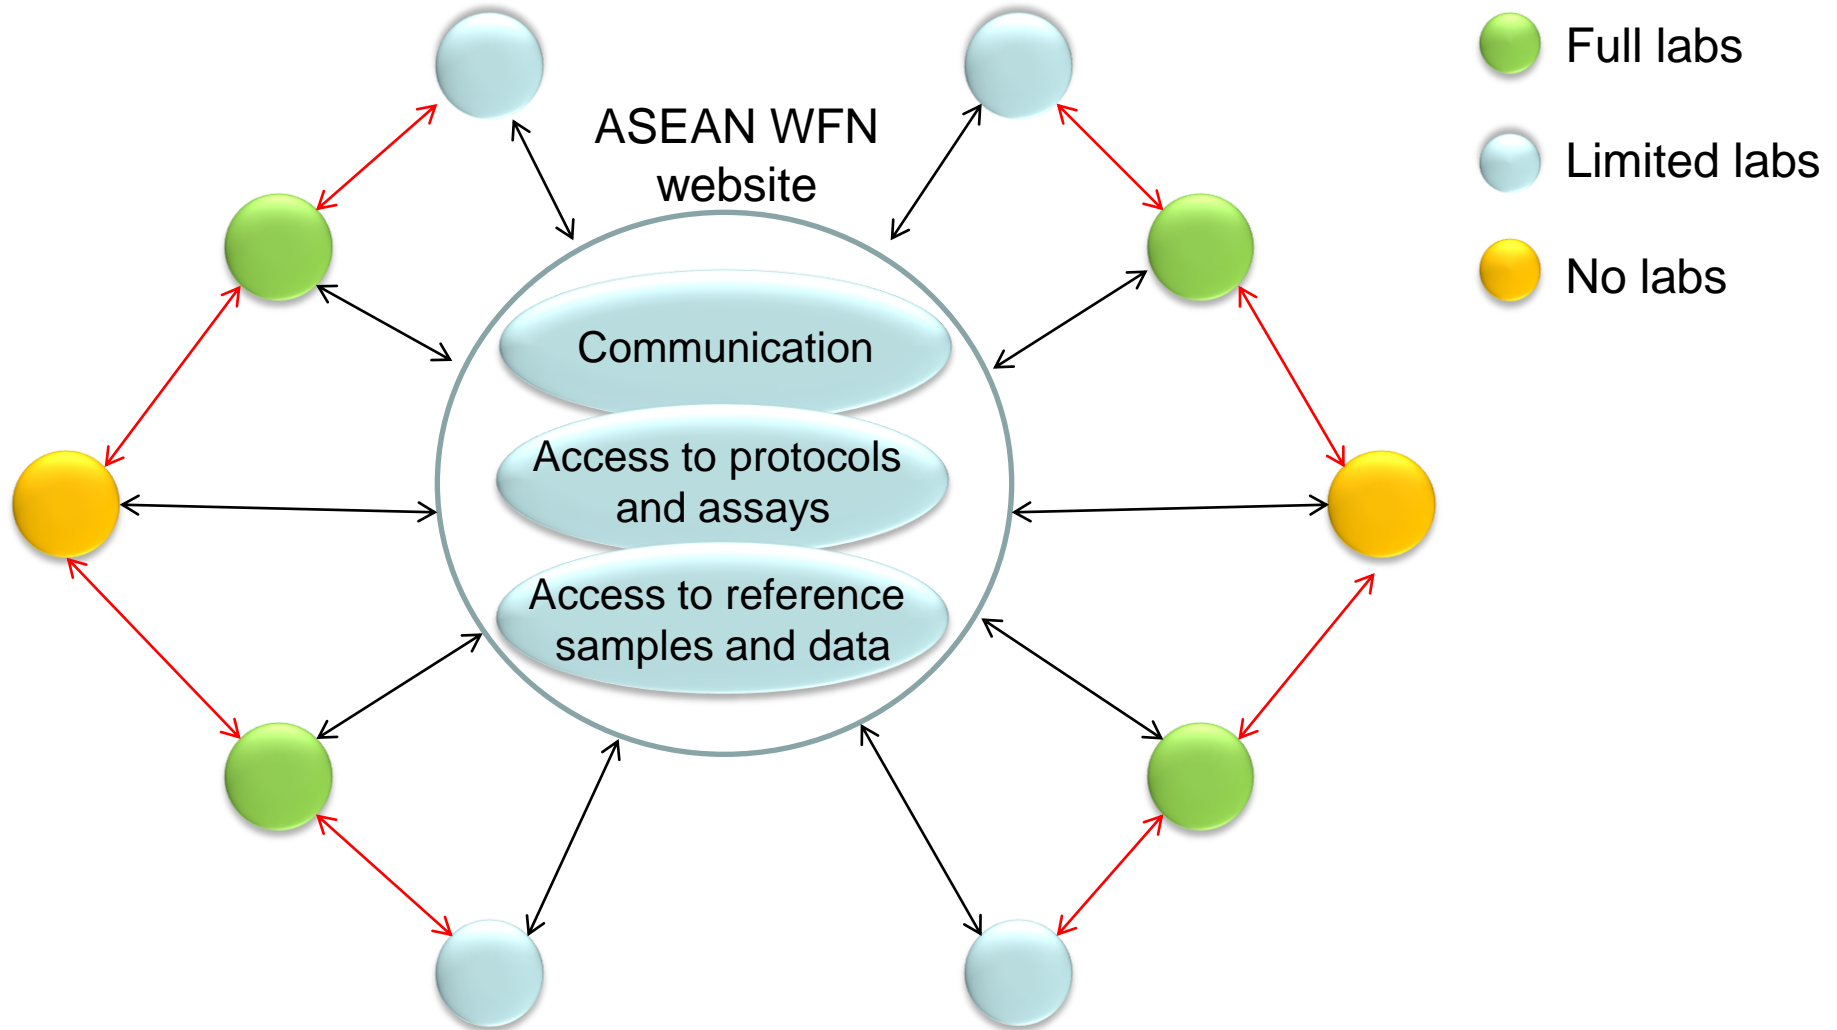 ASEAN WFN
website
Communication
Access to protocols
and assays
Access to reference
samples and data
Full labs
Limited labs
No labs